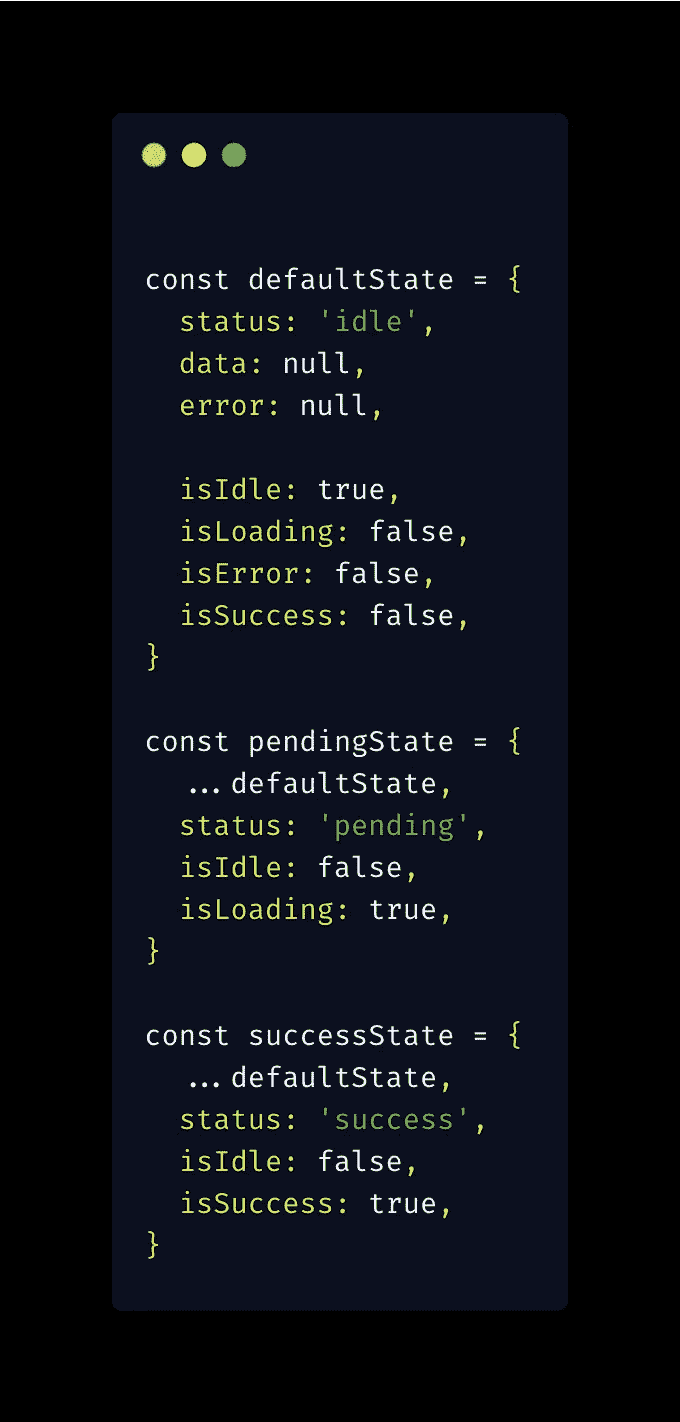 const defaultState = {
  status: 'idle',
  data: null,
  error: null,

  isIdle: true,
  isLoading: false,
  isError: false,
  isSuccess: false,
}

const pendingState = {
  ...defaultState,
  status: 'pending',
  isIdle: false,
  isLoading: true,
}

const successState = {
  ...defaultState,
  status: 'success',
  isIdle: false,
  isSuccess: true,
}